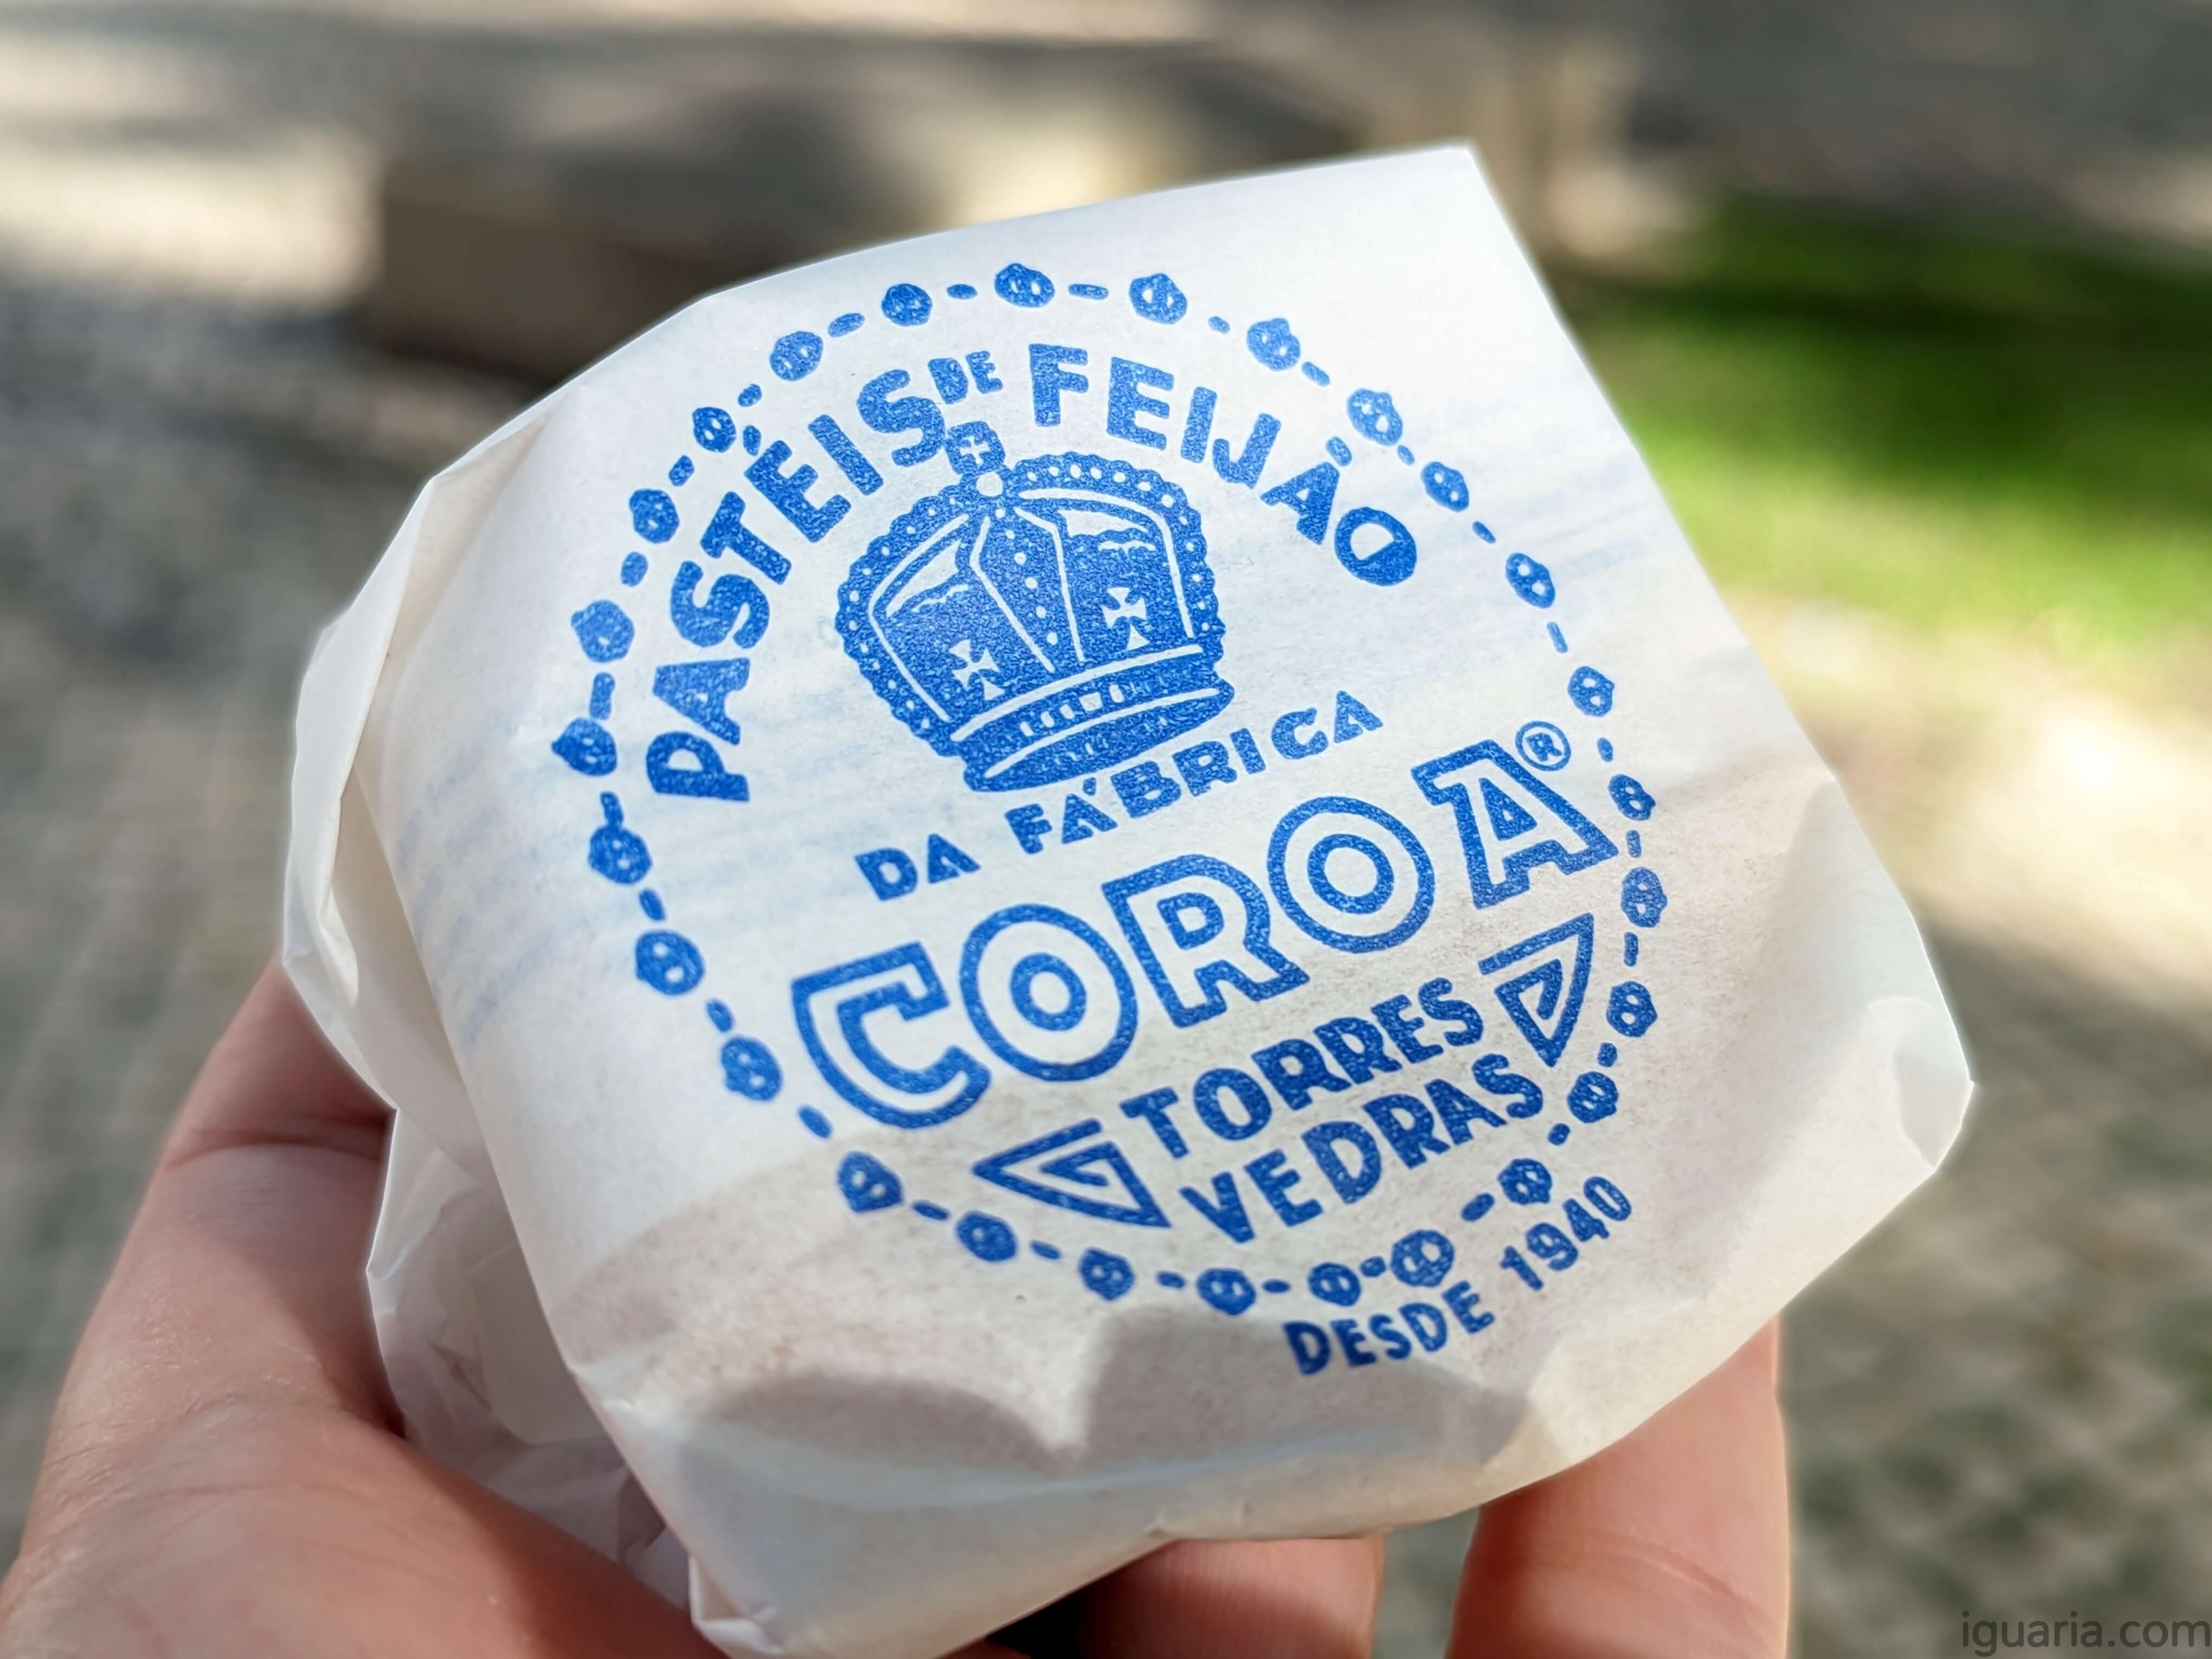 PASTÉIS DE FEIJÃO
DA FÁBRICA
COROA®
TORRES
VEDRAS
DESDE 1940
iguaria.com